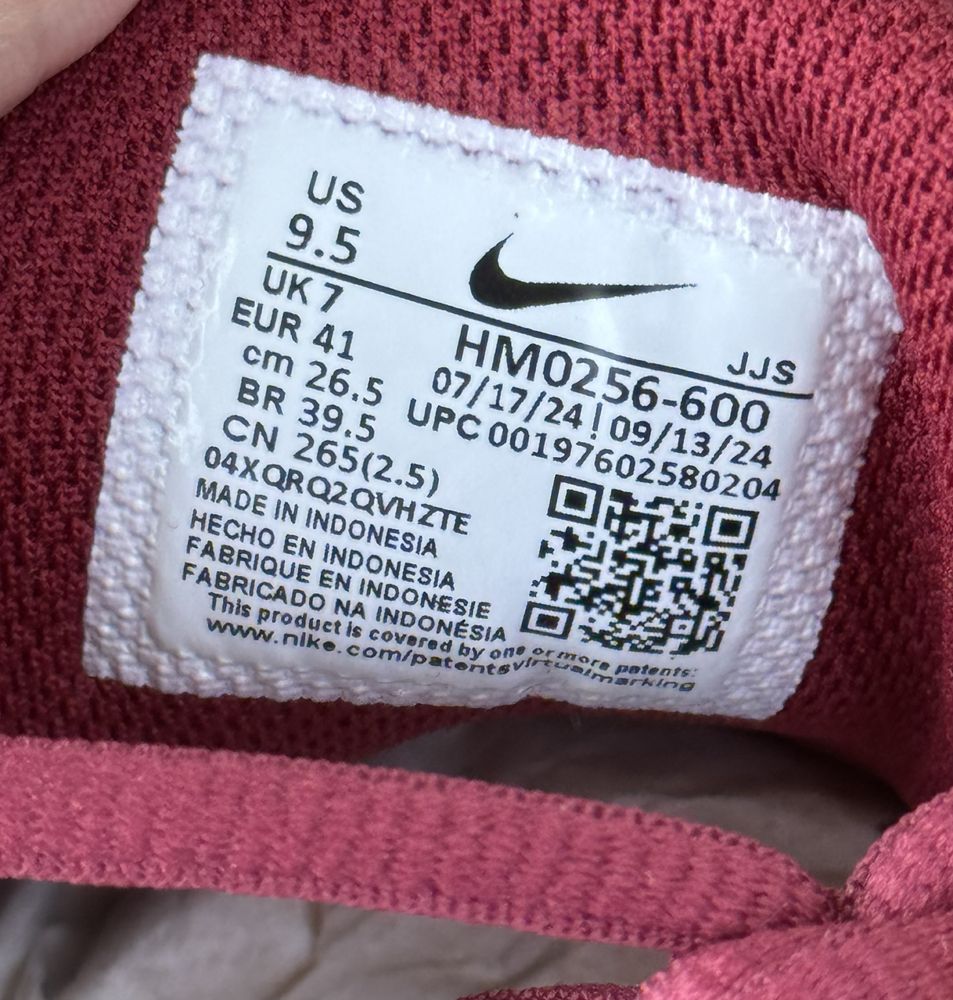 US
9.5
JJS
UK 7
EUR 41
cm 26.5
BR 39.5
CN 265(2.5)
HM0256-600
07/17/24 | 09/13/24
UPC 00197602580204
04XQRQ2QVHZTE
MADE IN INDONESIA
HECHO EN INDONESIA
FABRIQUE EN INDONESIE
FABRICADO NA INDONÉSIA
This product is covered by one or more patents:
www.nike.com/patentsvirtualmarking